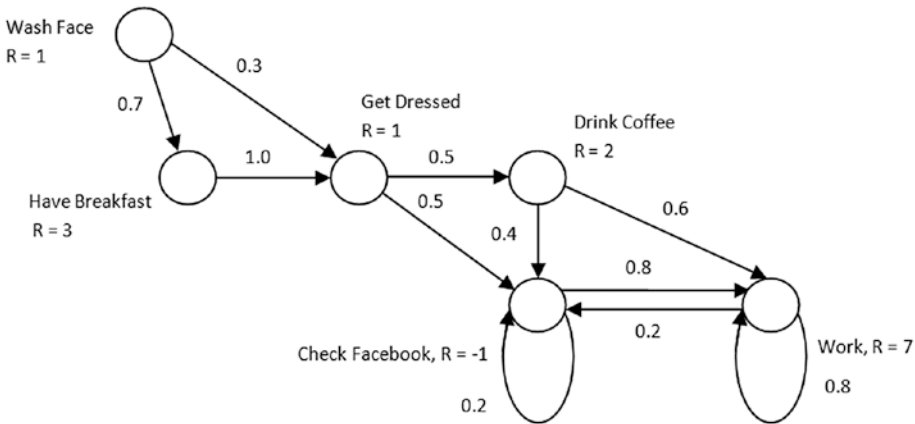 Wash Face
R = 1
0.3
0.7
Get Dressed
R = 1
Drink Coffee
R = 2
1.0
0.5
0.5
Have Breakfast
R = 3
0.4
0.6
0.8
0.2
Check Facebook, R = -1
Work, R = 7
0.2
0.8